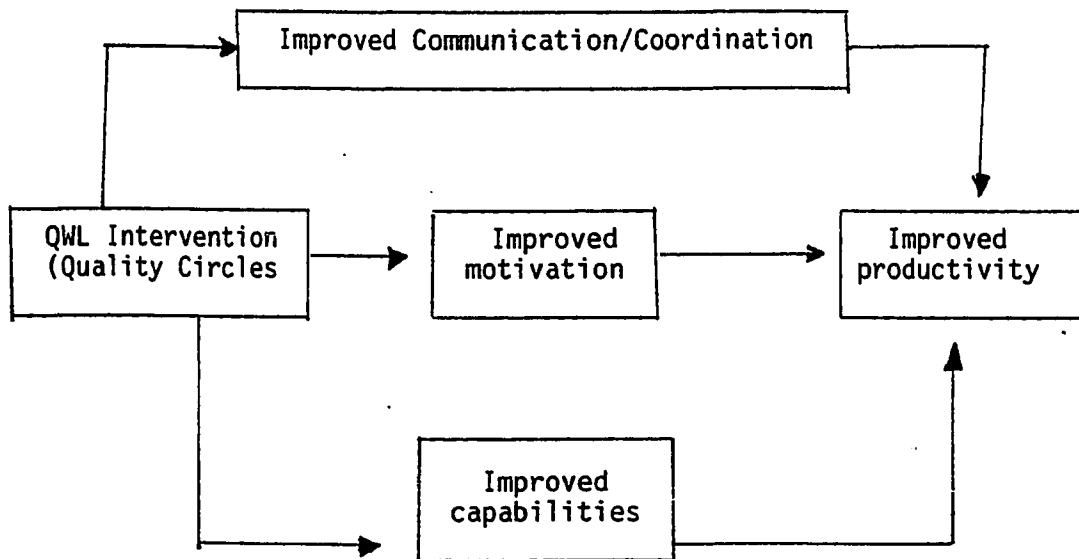 Improved Communication/Coordination
QWL Intervention
(Quality Circles
Improved
motivation
Improved
productivity
Improved
capabilities